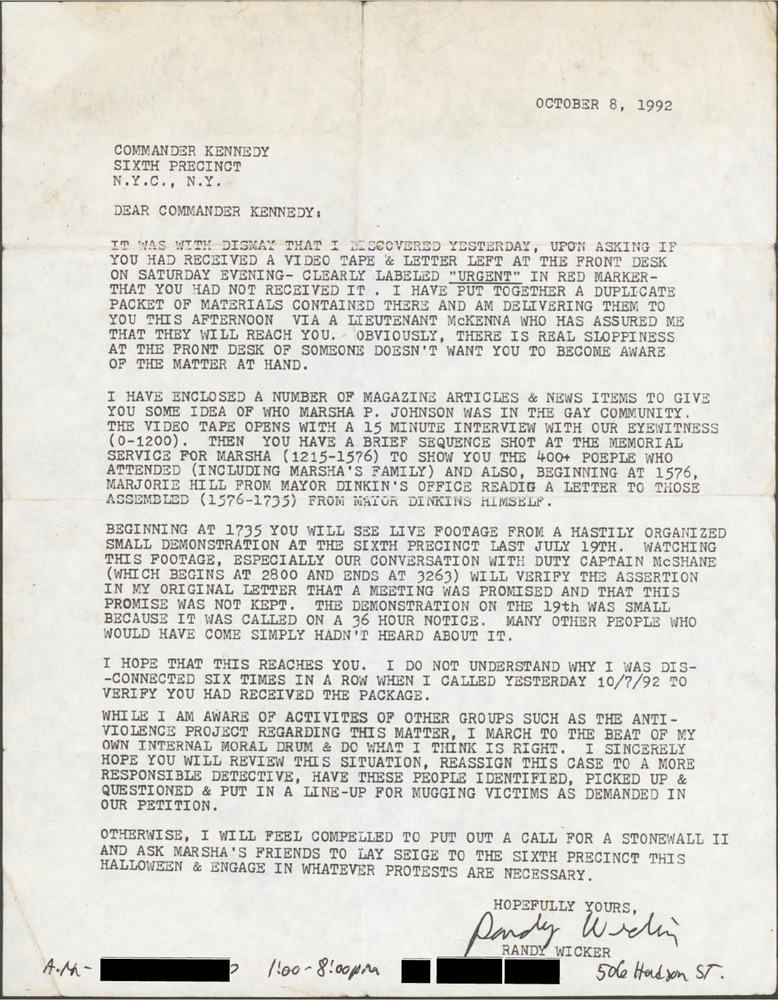 OCTOBER 8, 1992
COMMANDER KENNEDY
SIXTH PRECINCT
N.Y.C., N.Y.
DEAR COMMANDER KENNEDY:
IT WAS WITH DISMAY THAT I DISCOVERED YESTERDAY, UPON ASKING IF
YOU HAD RECEIVED A VIDEO TAPE & LETTER LEFT AT THE FRONT DESK
ON SATURDAY EVENING- CLEARLY LABELED "URGENT" IN RED MARKER-
THAT YOU HAD NOT RECEIVED IT . I HAVE PUT TOGETHER A DUPLICATE
PACKET OF MATERIALS CONTAINED THERE AND AM DELIVERING THEM TO
YOU THIS AFTERNOON VIA A LIEUTENANT McKENNA WHO HAS ASSURED ME
THAT THEY WILL REACH YOU. OBVIOUSLY, THERE IS REAL SLOPPINESS
AT THE FRONT DESK OF SOMEONE DOESN'T WANT YOU TO BECOME AWARE
OF THE MATTER AT HAND.
I HAVE ENCLOSED A NUMBER OF MAGAZINE ARTICLES & NEWS ITEMS TO GIVE
YOU SOME IDEA OF WHO MARSHA P. JOHNSON WAS IN THE GAY COMMUNITY.
THE VIDEO TAPE OPENS WITH A 15 MINUTE INTERVIEW WITH OUR EYEWITNESS
(0-1200). THEN YOU HAVE A BRIEF SEQUENCE SHOT AT THE MEMORIAL
SERVICE FOR MARSHA (1215-1576) TO SHOW YOU THE 400+ POEPLE WHO
ATTENDED (INCLUDING MARSHA'S FAMILY) AND ALSO, BEGINNING AT 1576,
MARJORIE HILL FROM MAYOR DINKIN'S OFFICE READIG A LETTER TO THOSE
ASSEMBLED (1576-1735) FROM MAYOR DINKINS HIMSELF.
BEGINNING AT 1735 YOU WILL SEE LIVE FOOTAGE FROM A HASTILY ORGANIZED
SMALL DEMONSTRATION AT THE SIXTH PRECINCT LAST JULY 19TH. WATCHING
THIS FOOTAGE, ESPECIALLY OUR CONVERSATION WITH DUTY CAPTAIN McSHANE
(WHICH BEGINS AT 2800 AND ENDS AT 3263) WILL VERIFY THE ASSERTION
IN MY ORIGINAL LETTER THAT A MEETING WAS PROMISED AND THAT THIS
PROMISE WAS NOT KEPT. THE DEMONSTRATION ON THE 19th WAS SMALL
BECAUSE IT WAS CALLED ON A 36 HOUR NOTICE. MANY OTHER PEOPLE WHO
WOULD HAVE COME SIMPLY HADN'T HEARD ABOUT IT.
I HOPE THAT THIS REACHES YOU. I DO NOT UNDERSTAND WHY I WAS DIS-
-CONNECTED SIX TIMES IN A ROW WHEN I CALLED YESTERDAY 10/7/92 TO
VERIFY YOU HAD RECEIVED THE PACKAGE.
WHILE I AM AWARE OF ACTIVITES OF OTHER GROUPS SUCH AS THE ANTI-
VIOLENCE PROJECT REGARDING THIS MATTER, I MARCH TO THE BEAT OF MY
OWN INTERNAL MORAL DRUM & DO WHAT I THINK IS RIGHT. I SINCERELY
HOPE YOU WILL REVIEW THIS SITUATION, REASSIGN THIS CASE TO A MORE
RESPONSIBLE DETECTIVE, HAVE THESE PEOPLE IDENTIFIED, PICKED UP &
QUESTIONED & PUT IN A LINE-UP FOR MUGGING VICTIMS AS DEMANDED IN
OUR PETITION.
OTHERWISE, I WILL FEEL COMPELLED TO PUT OUT A CALL FOR A STONEWALL II
AND ASK MARSHA'S FRIENDS TO LAY SEIGE TO THE SIXTH PRECINCT THIS
HALLOWEEN & ENGAGE IN WHATEVER PROTESTS ARE NECESSARY.
HOPEFULLY YOURS,
Randy Wicker
RANDY WICKER
A.M- 1:00-8:00pm 506 Hudson ST.